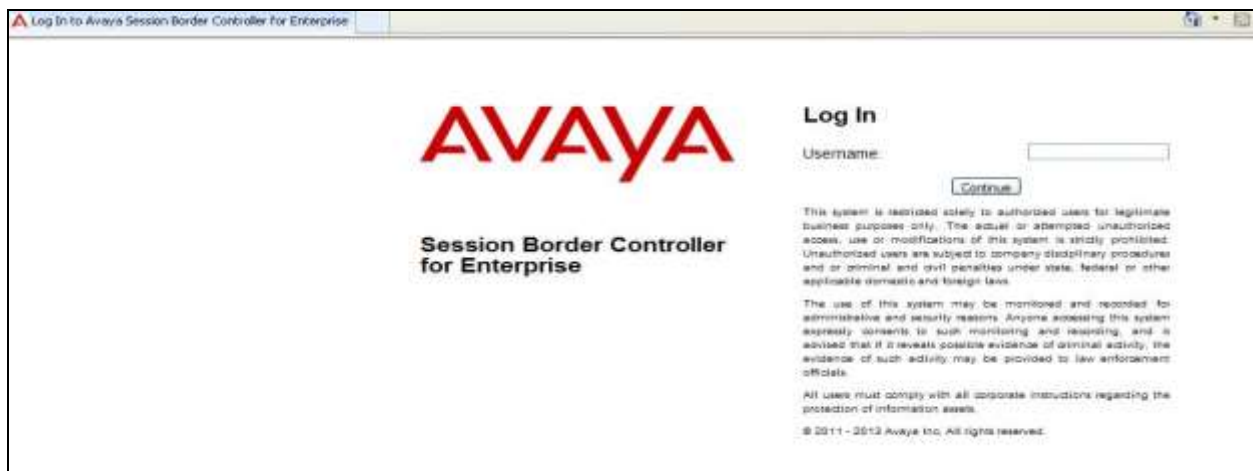 Log In to Avaya Session Border Controller for Enterprise
AVAYA
Session Border Controller
for Enterprise
Log In
Username:
Continue
This system is restricted solely to authorized users for legitimate
business purposes only. The actual or attempted unauthorized
access, use or modifications of this system is strictly prohibited.
Unauthorized users are subject to company disciplinary procedures
and or criminal and civil penalties under state, federal or other
applicable domestic and foreign laws.
The use of this system may be monitored and recorded for
administrative and security reasons. Anyone accessing this system
expressly consents to such monitoring and recording, and is
advised that if it reveals possible evidence of criminal activity, the
evidence of such activity may be provided to law enforcement
officials.
All users must comply with all corporate instructions regarding the
protection of information assets.
© 2011 - 2013 Avaya Inc. All rights reserved.